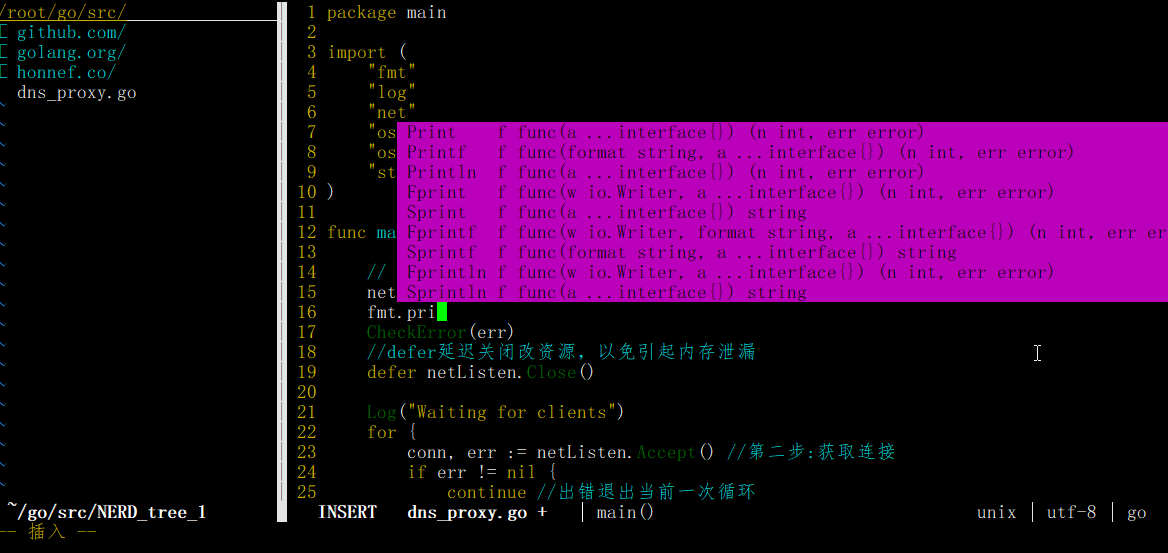 /root/go/src/
github.com/
golang.org/
honnef.co/
dns_proxy.go
~/go/src/NERD_tree_1
-- 插入 --
1 package main
2
3 import (
4 "fmt"
5 "log"
6 "net"
7 "os
8 "os
9 "st
10 )
11
12 func ma
13
14 //
15 net
16 fmt.pri
17 CheckError(err)
18 //defer延迟关闭改资源，以免引起内存泄漏
19 defer netListen.Close()
20
21 Log("Waiting for clients")
22 for {
23 conn, err := netListen.Accept() //第二步:获取连接
24 if err != nil {
25 continue //出错退出当前一次循环
Print f func(a ...interface{}) (n int, err error)
Printf f func(format string, a ...interface{}) (n int, err error)
Println f func(a ...interface{}) (n int, err error)
Fprint f func(w io.Writer, a ...interface{}) (n int, err error)
Sprint f func(a ...interface{}) string
Fprintf f func(w io.Writer, format string, a ...interface{}) (n int, err er
Sprintf f func(format string, a ...interface{}) string
Fprintln f func(w io.Writer, a ...interface{}) (n int, err error)
Sprintln f func(a ...interface{}) string
INSERT dns_proxy.go + | main() unix | utf-8 | go